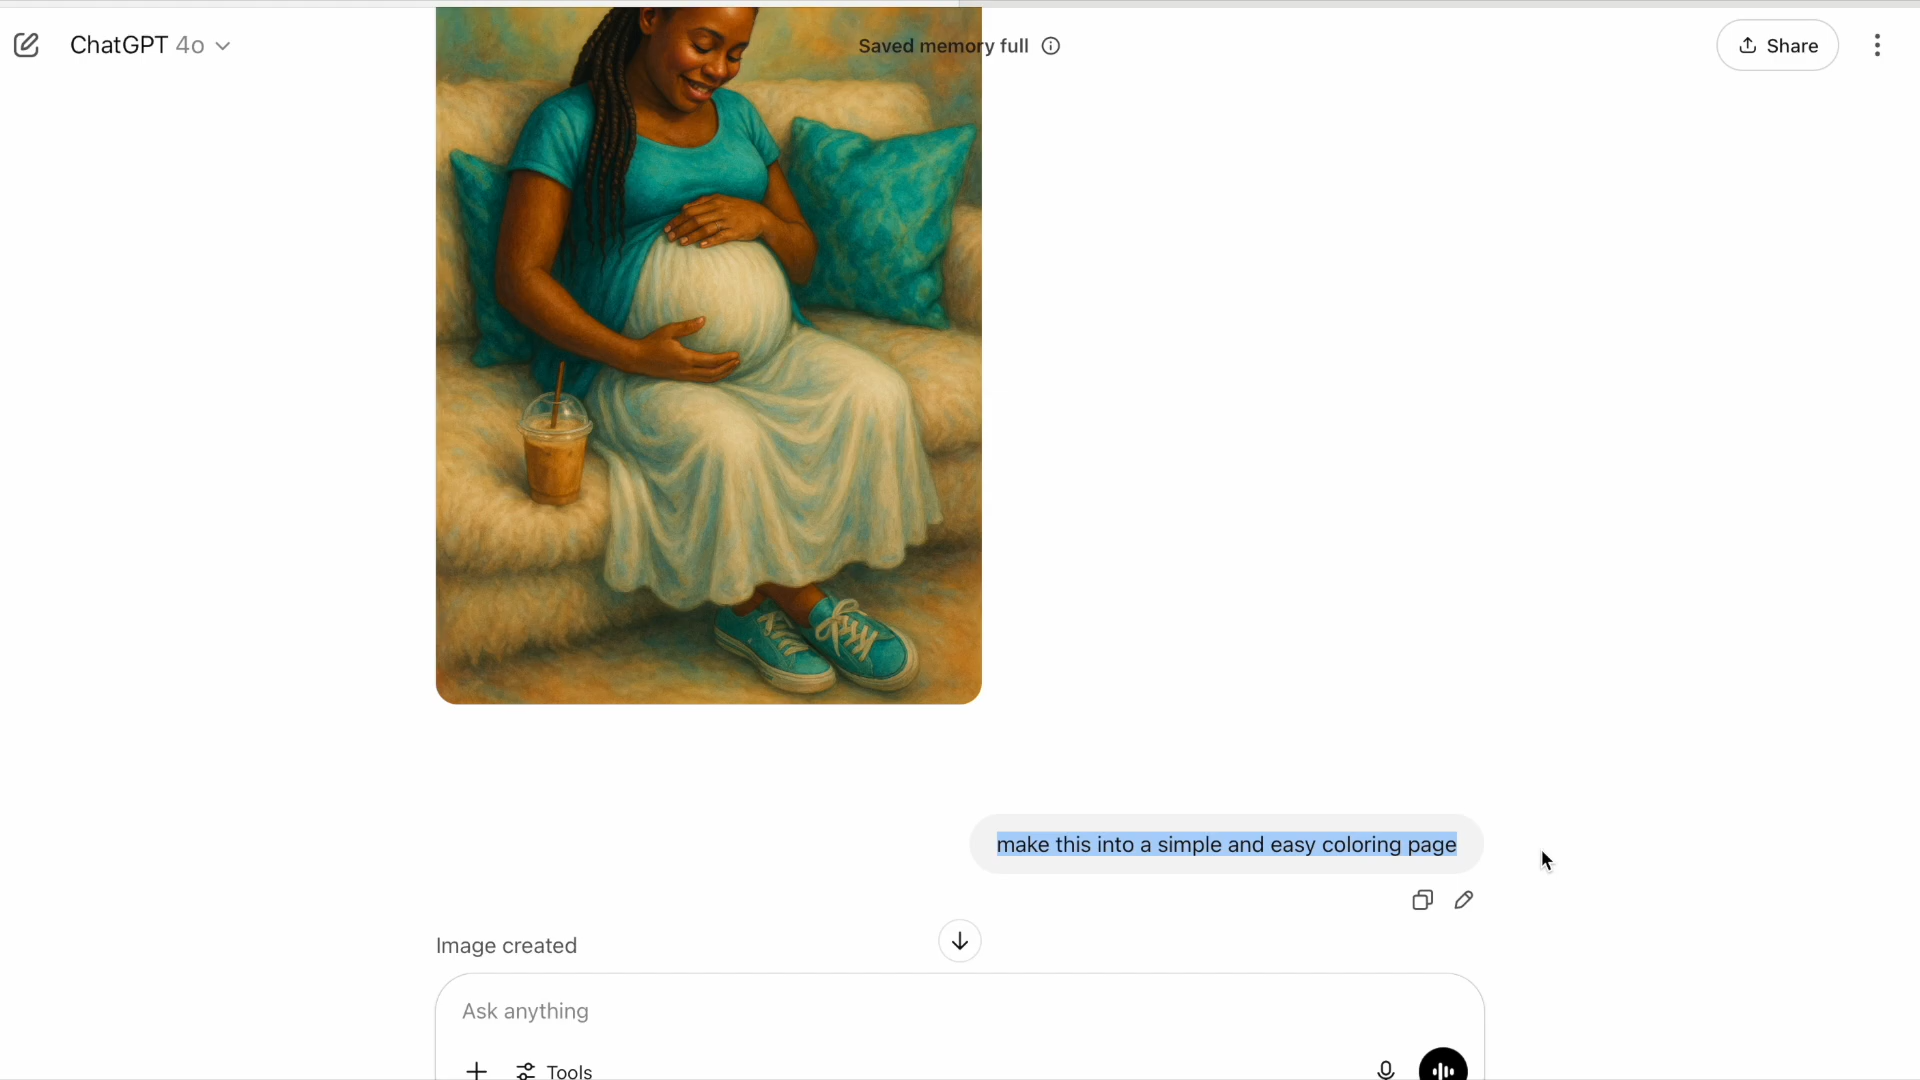 ChatGPT 4o
Saved memory full
Share
make this into a simple and easy coloring page
Image created
Ask anything
Tools